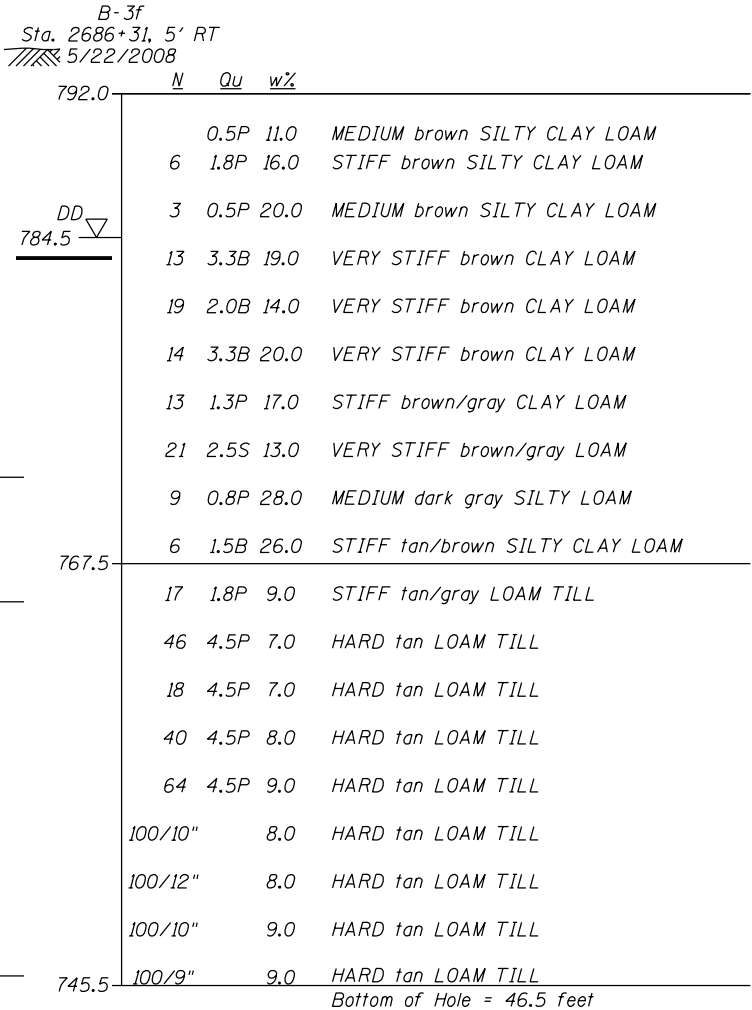 B-3f
Sta. 2686+31, 5' RT
5/22/2008
N Qu w%
792.0
0.5P 11.0 MEDIUM brown SILTY CLAY LOAM
6 1.8P 16.0 STIFF brown SILTY CLAY LOAM
3 0.5P 20.0 MEDIUM brown SILTY CLAY LOAM
DD
784.5
13 3.3B 19.0 VERY STIFF brown CLAY LOAM
19 2.0B 14.0 VERY STIFF brown CLAY LOAM
14 3.3B 20.0 VERY STIFF brown CLAY LOAM
13 1.3P 17.0 STIFF brown/gray CLAY LOAM
21 2.5S 13.0 VERY STIFF brown/gray LOAM
9 0.8P 28.0 MEDIUM dark gray SILTY LOAM
6 1.5B 26.0 STIFF tan/brown SILTY CLAY LOAM
767.5
17 1.8P 9.0 STIFF tan/gray LOAM TILL
46 4.5P 7.0 HARD tan LOAM TILL
18 4.5P 7.0 HARD tan LOAM TILL
40 4.5P 8.0 HARD tan LOAM TILL
64 4.5P 9.0 HARD tan LOAM TILL
100/10" 8.0 HARD tan LOAM TILL
100/12" 8.0 HARD tan LOAM TILL
100/10" 9.0 HARD tan LOAM TILL
100/9" 9.0 HARD tan LOAM TILL
745.5
Bottom of Hole = 46.5 feet